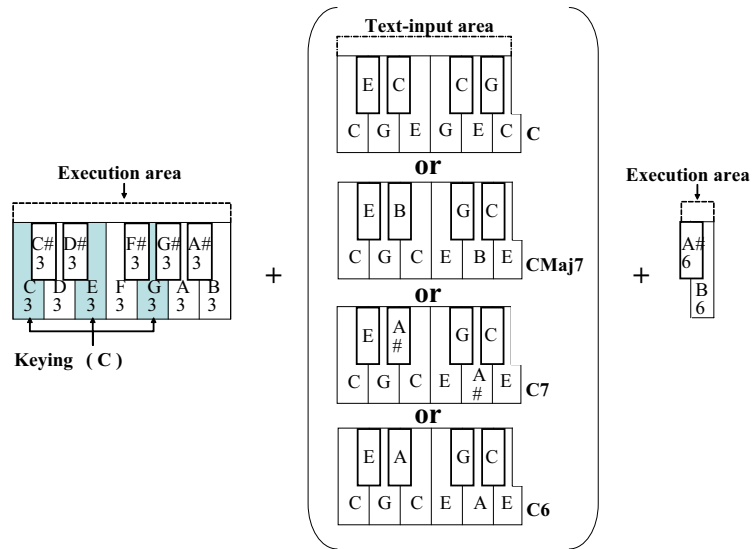 Text-input area
E C C G
C G E G E C C
or
Execution area
Execution area
E B G C
C G C E B E CMaj7
C# D# F# G# A#
3 3 3 3 3
C D E F G A B
3 3 3 3 3 3 3
+
+
A#
6
B
6
or
Keying ( C )
E A# G C
C G C E A# E C7
or
E A G C
C G C E A E C6